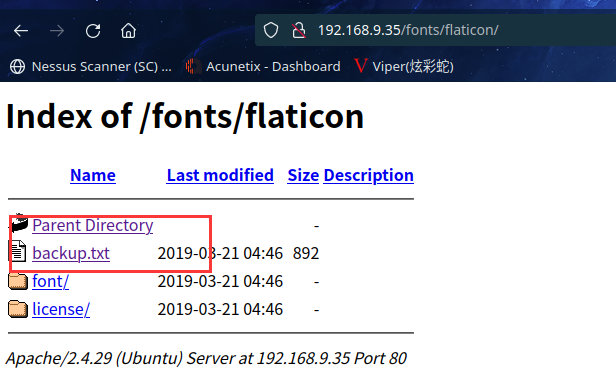 192.168.9.35/fonts/flaticon/
Nessus Scanner (SC) ... Acunetix - Dashboard Viper(炫彩蛇)
Index of /fonts/flaticon
Name Last modified Size Description
Parent Directory -
backup.txt 2019-03-21 04:46 892
font/ 2019-03-21 04:46 -
license/ 2019-03-21 04:46 -
Apache/2.4.29 (Ubuntu) Server at 192.168.9.35 Port 80